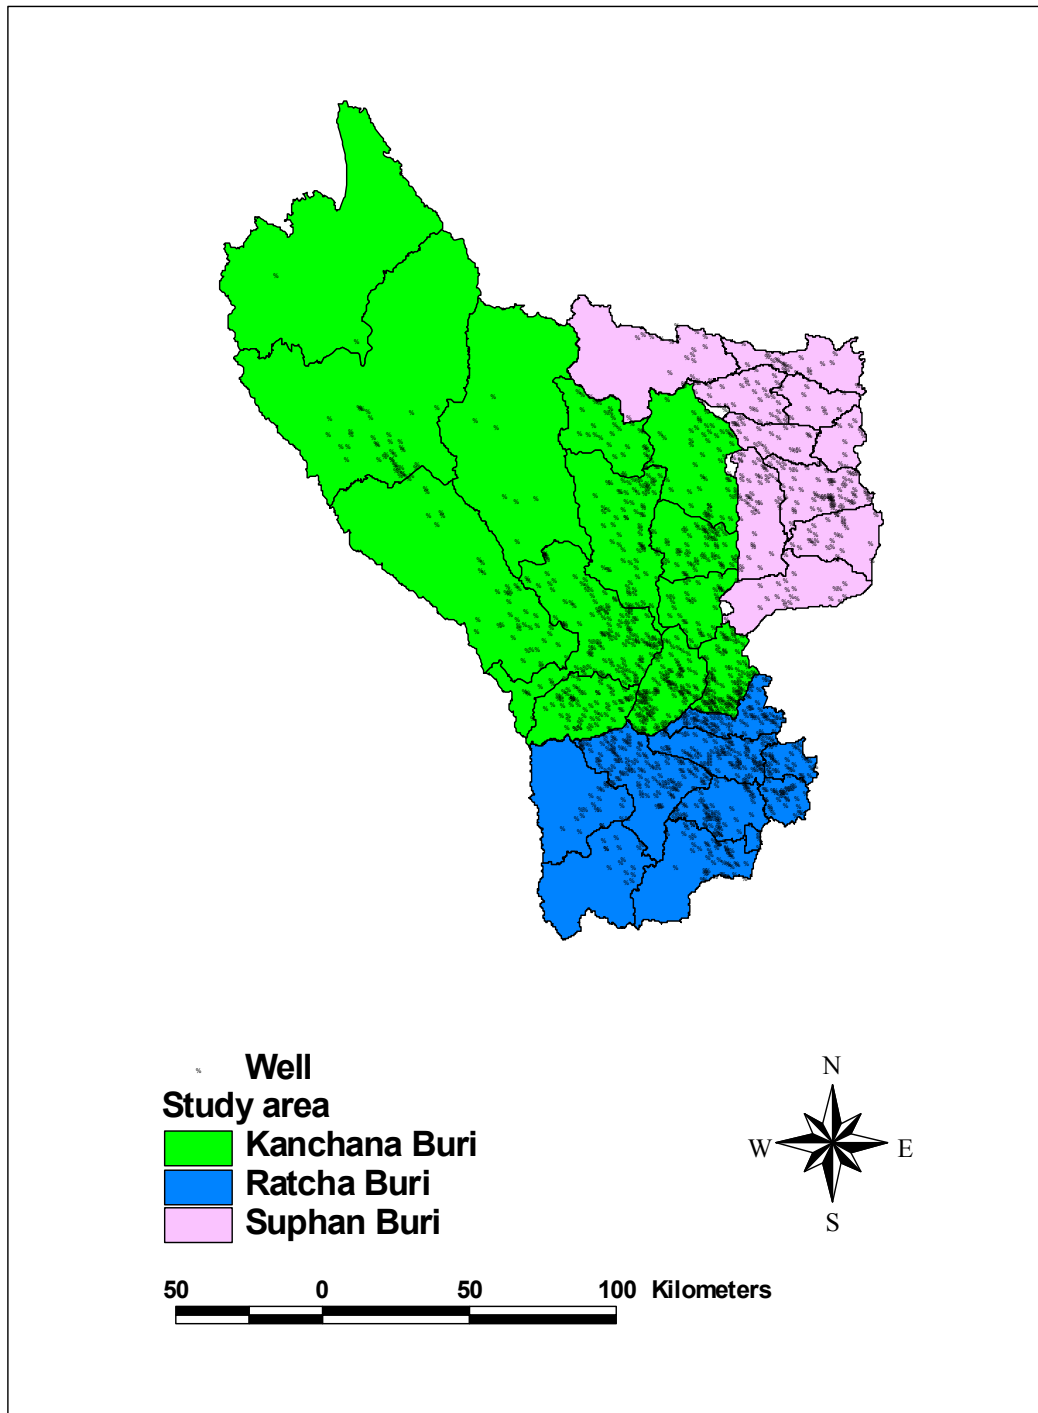 Well
Study area
Kanchana Buri
Ratcha Buri
Suphan Buri
N
W E
S
50 0 50 100 Kilometers